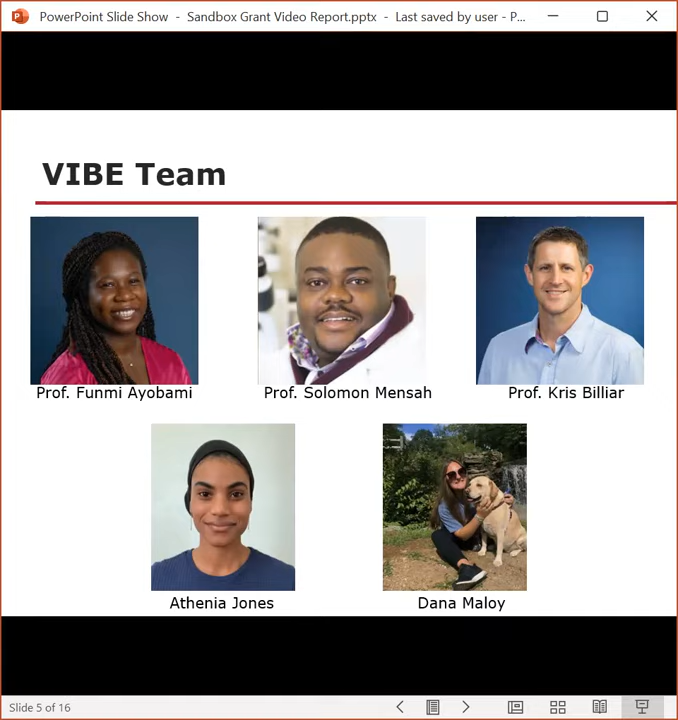 PowerPoint Slide Show - Sandbox Grant Video Report.pptx - Last saved by user - P...
VIBE Team
Prof. Funmi Ayobami
Prof. Solomon Mensah
Prof. Kris Billiar
Athenia Jones
Dana Maloy
Slide 5 of 16